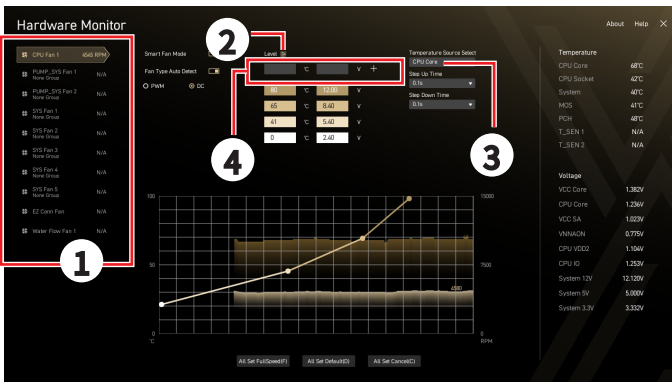 Hardware Monitor
About Help X
CPU Fan 1 4545 RPM
PUMP_SYS Fan 1 N/A
None Group
PUMP_SYS Fan 2 N/A
None Group
SYS Fan 1 N/A
None Group
SYS Fan 2 N/A
None Group
SYS Fan 3 N/A
None Group
SYS Fan 4 N/A
None Group
SYS Fan 5 N/A
None Group
EZ Conn Fan N/A
Water Flow Fan 1 N/A
1
Smart Fan Mode
Fan Type Auto Detect
PWM DC
2
Level
℃ V +
80 ℃ 12.00 V
65 ℃ 8.40 V
41 ℃ 5.40 V
0 ℃ 2.40 V
4
Temperature Source Select
CPU Core
Step Up Time
0.1s
Step Down Time
0.1s
3
100 15000
68
50 7500
4580
0 0
℃ RPM
All Set FullSpeed(F) All Set Default(D) All Set Cancel(C)
Temperature
CPU Core 68℃
CPU Socket 42℃
System 40℃
MOS 41℃
PCH 48℃
T_SEN 1 N/A
T_SEN 2 N/A
Voltage
VCC Core 1.382V
CPU Core 1.236V
VCC SA 1.023V
VNNAON 0.775V
CPU VDD2 1.104V
CPU IO 1.253V
System 12V 12.120V
System 5V 5.000V
System 3.3V 3.332V